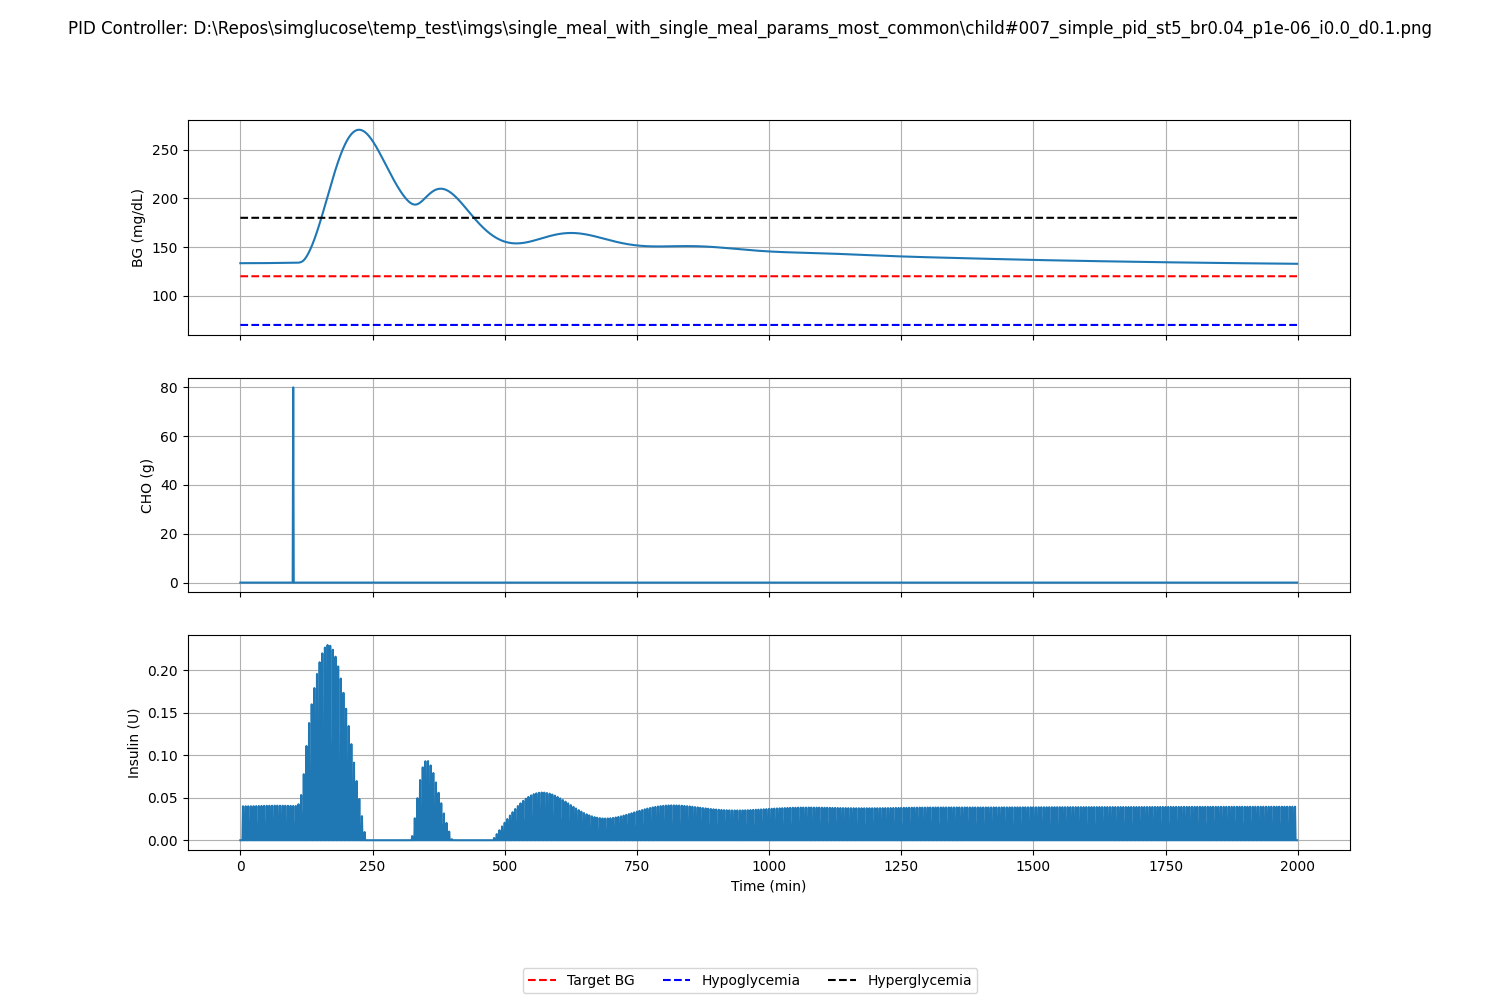 PID Controller: D:\Repos\simglucose\temp_test\imgs\single_meal_with_single_meal_params_most_common\child#007_simple_pid_st5_br0.04_p1e-06_i0.0_d0.1.png
250
200
150
100
BG (mg/dL)
80
60
40
20
0
CHO (g)
0.20
0.15
0.10
0.05
0.00
Insulin (U)
0 250 500 750 1000 1250 1500 1750 2000
Time (min)
Target BG Hypoglycemia Hyperglycemia